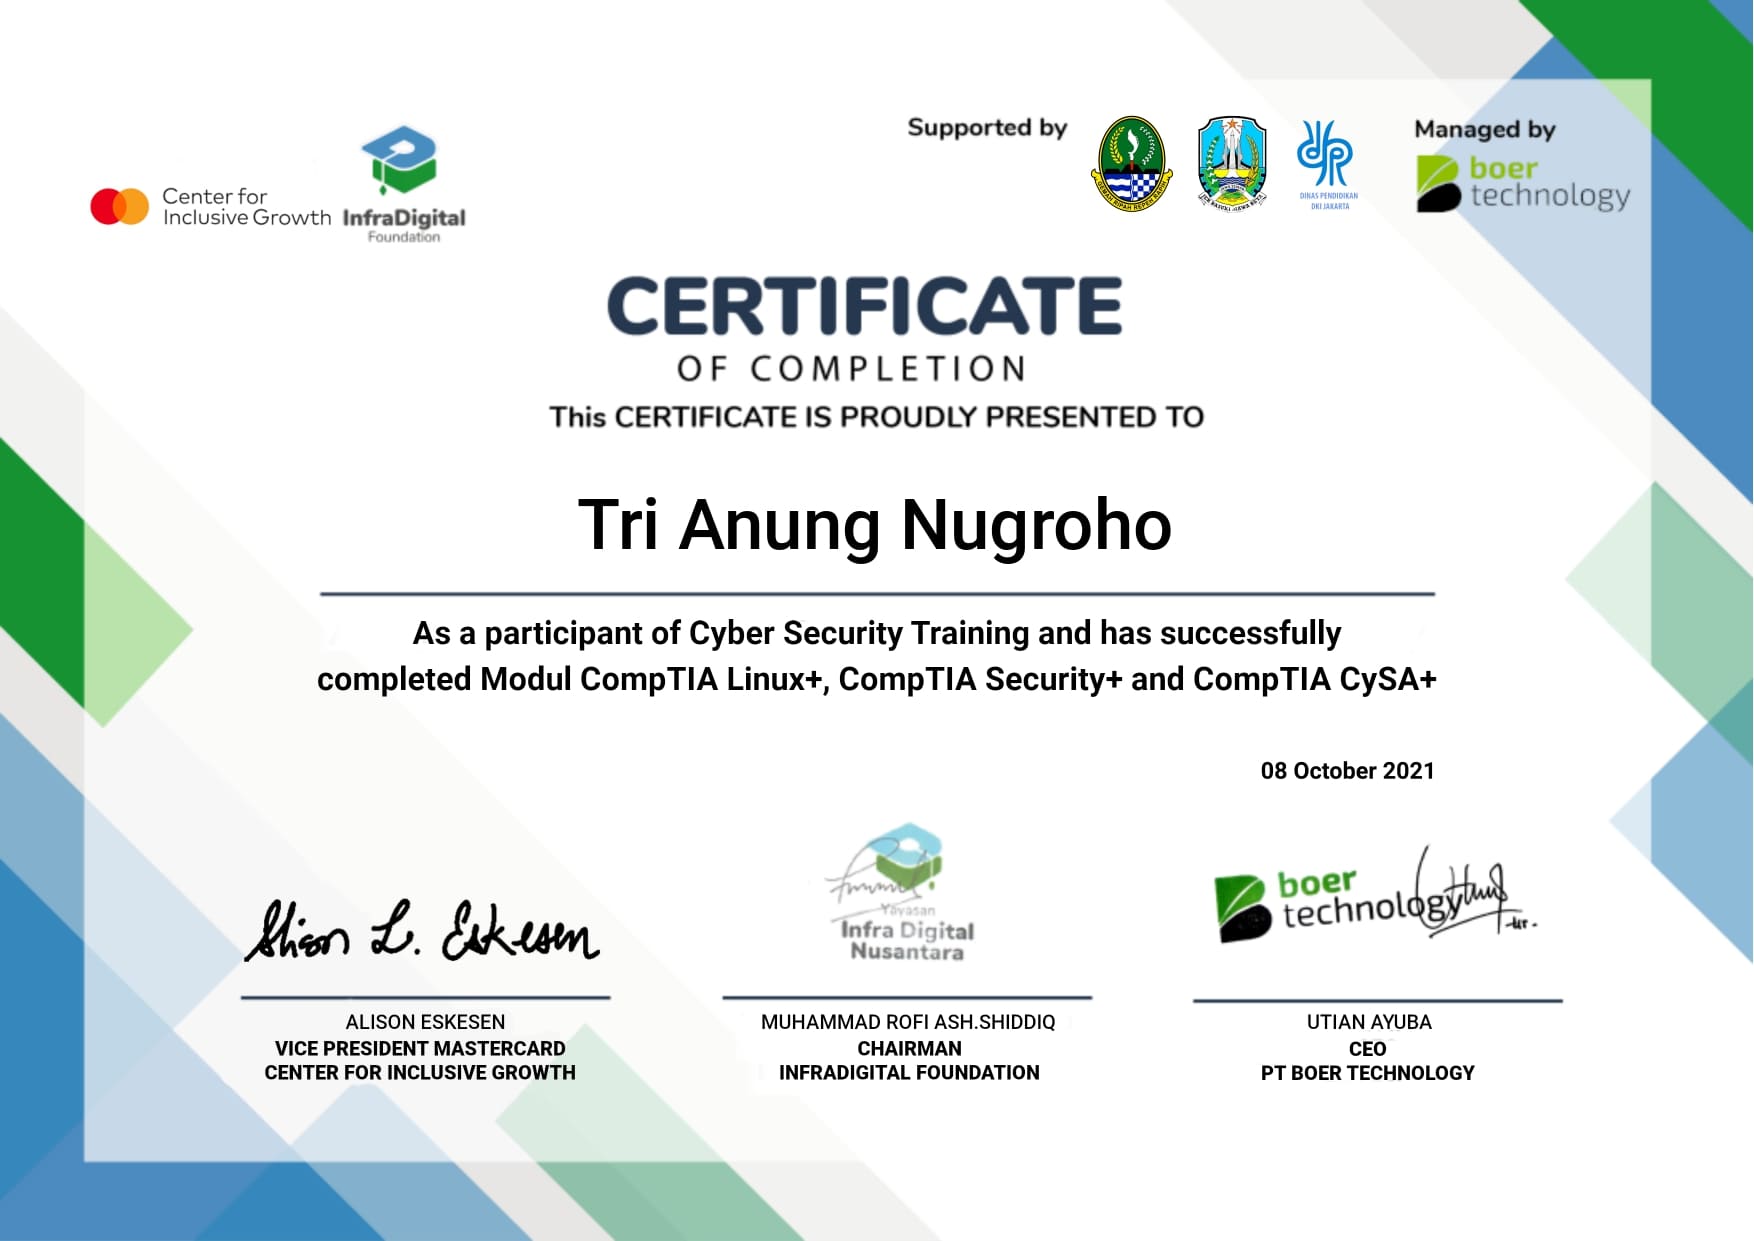 Center for
Inclusive Growth
InfraDigital
Foundation
Supported by
DINAS PENDIDIKAN
DKI JAKARTA
Managed by
boer
technology
CERTIFICATE
OF COMPLETION
This CERTIFICATE IS PROUDLY PRESENTED TO
Tri Anung Nugroho
As a participant of Cyber Security Training and has successfully
completed Modul CompTIA Linux+, CompTIA Security+ and CompTIA CySA+
08 October 2021
Alison L. Eskesen
Yayasan
Infra Digital
Nusantara
boer
technology
ALISON ESKESEN
VICE PRESIDENT MASTERCARD
CENTER FOR INCLUSIVE GROWTH
MUHAMMAD ROFI ASH.SHIDDIQ
CHAIRMAN
INFRADIGITAL FOUNDATION
UTIAN AYUBA
CEO
PT BOER TECHNOLOGY